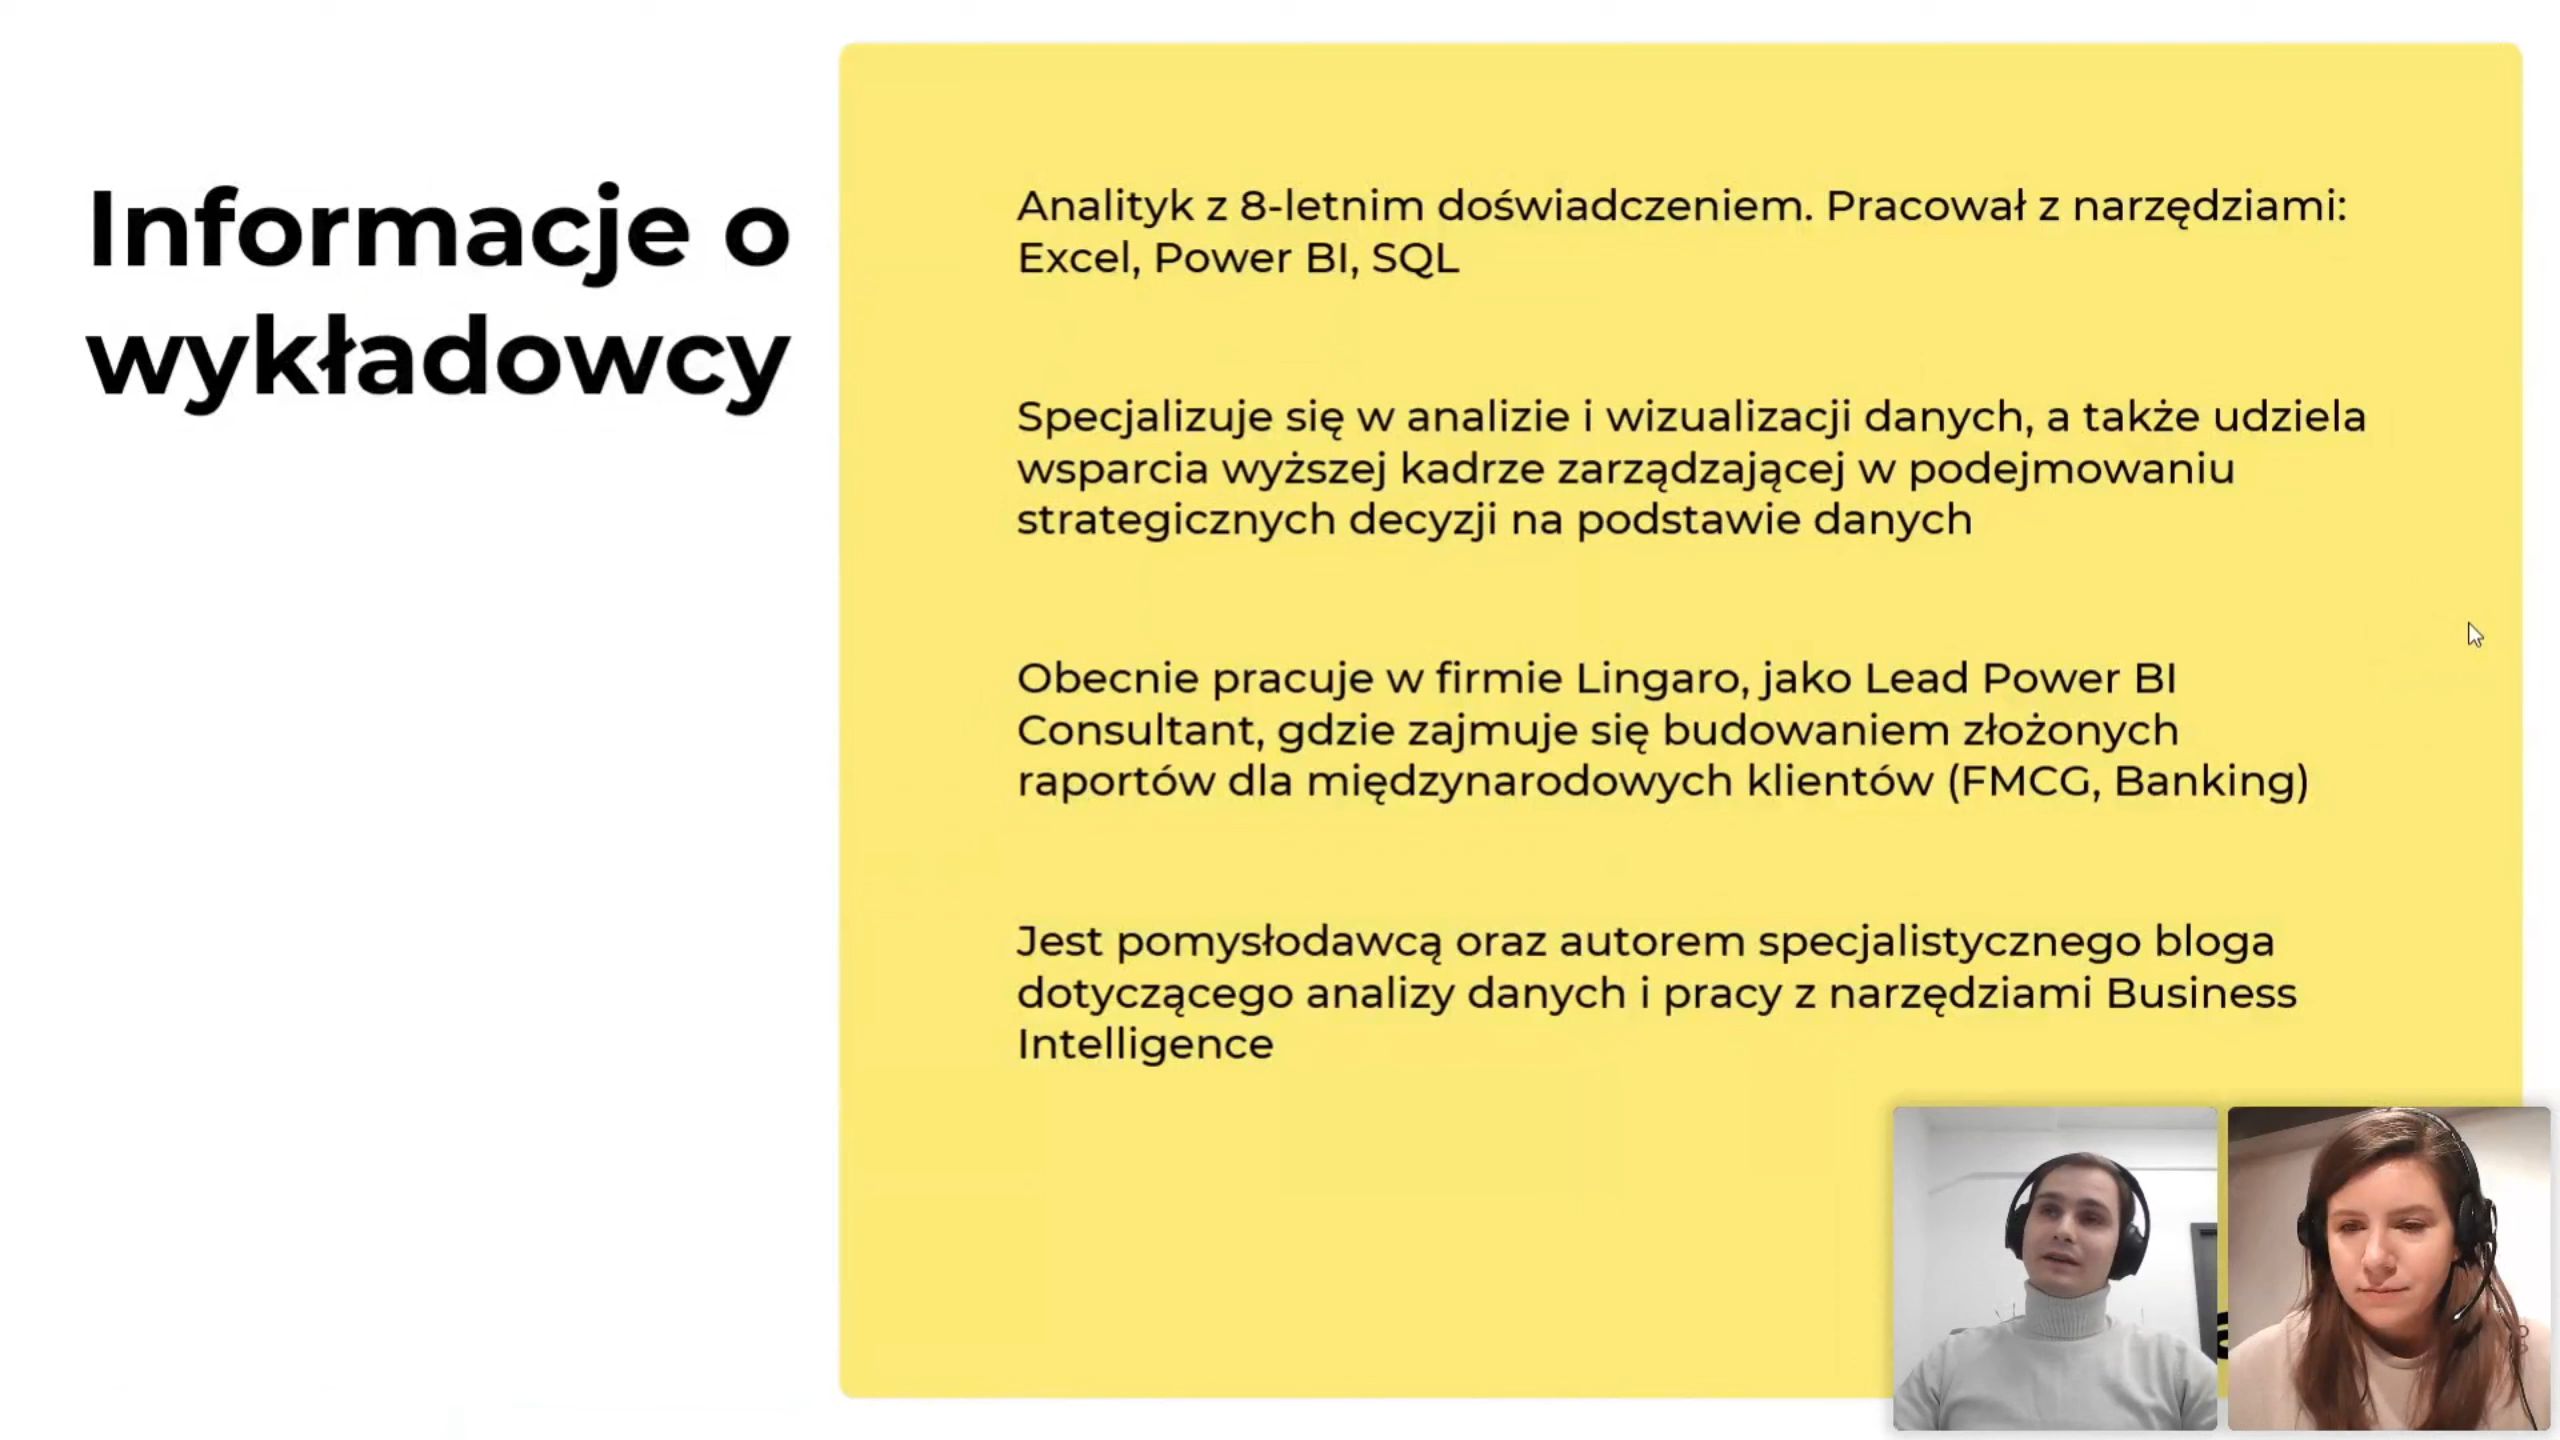 Informacje o
wykładowcy
Analityk z 8-letnim doświadczeniem. Pracował z narzędziami:
Excel, Power BI, SQL
Specjalizuje się w analizie i wizualizacji danych, a także udziela
wsparcia wyższej kadrze zarządzającej w podejmowaniu
strategicznych decyzji na podstawie danych
Obecnie pracuje w firmie Lingaro, jako Lead Power BI
Consultant, gdzie zajmuje się budowaniem złożonych
raportów dla międzynarodowych klientów (FMCG, Banking)
Jest pomysłodawcą oraz autorem specjalistycznego bloga
dotyczącego analizy danych i pracy z narzędziami Business
Intelligence